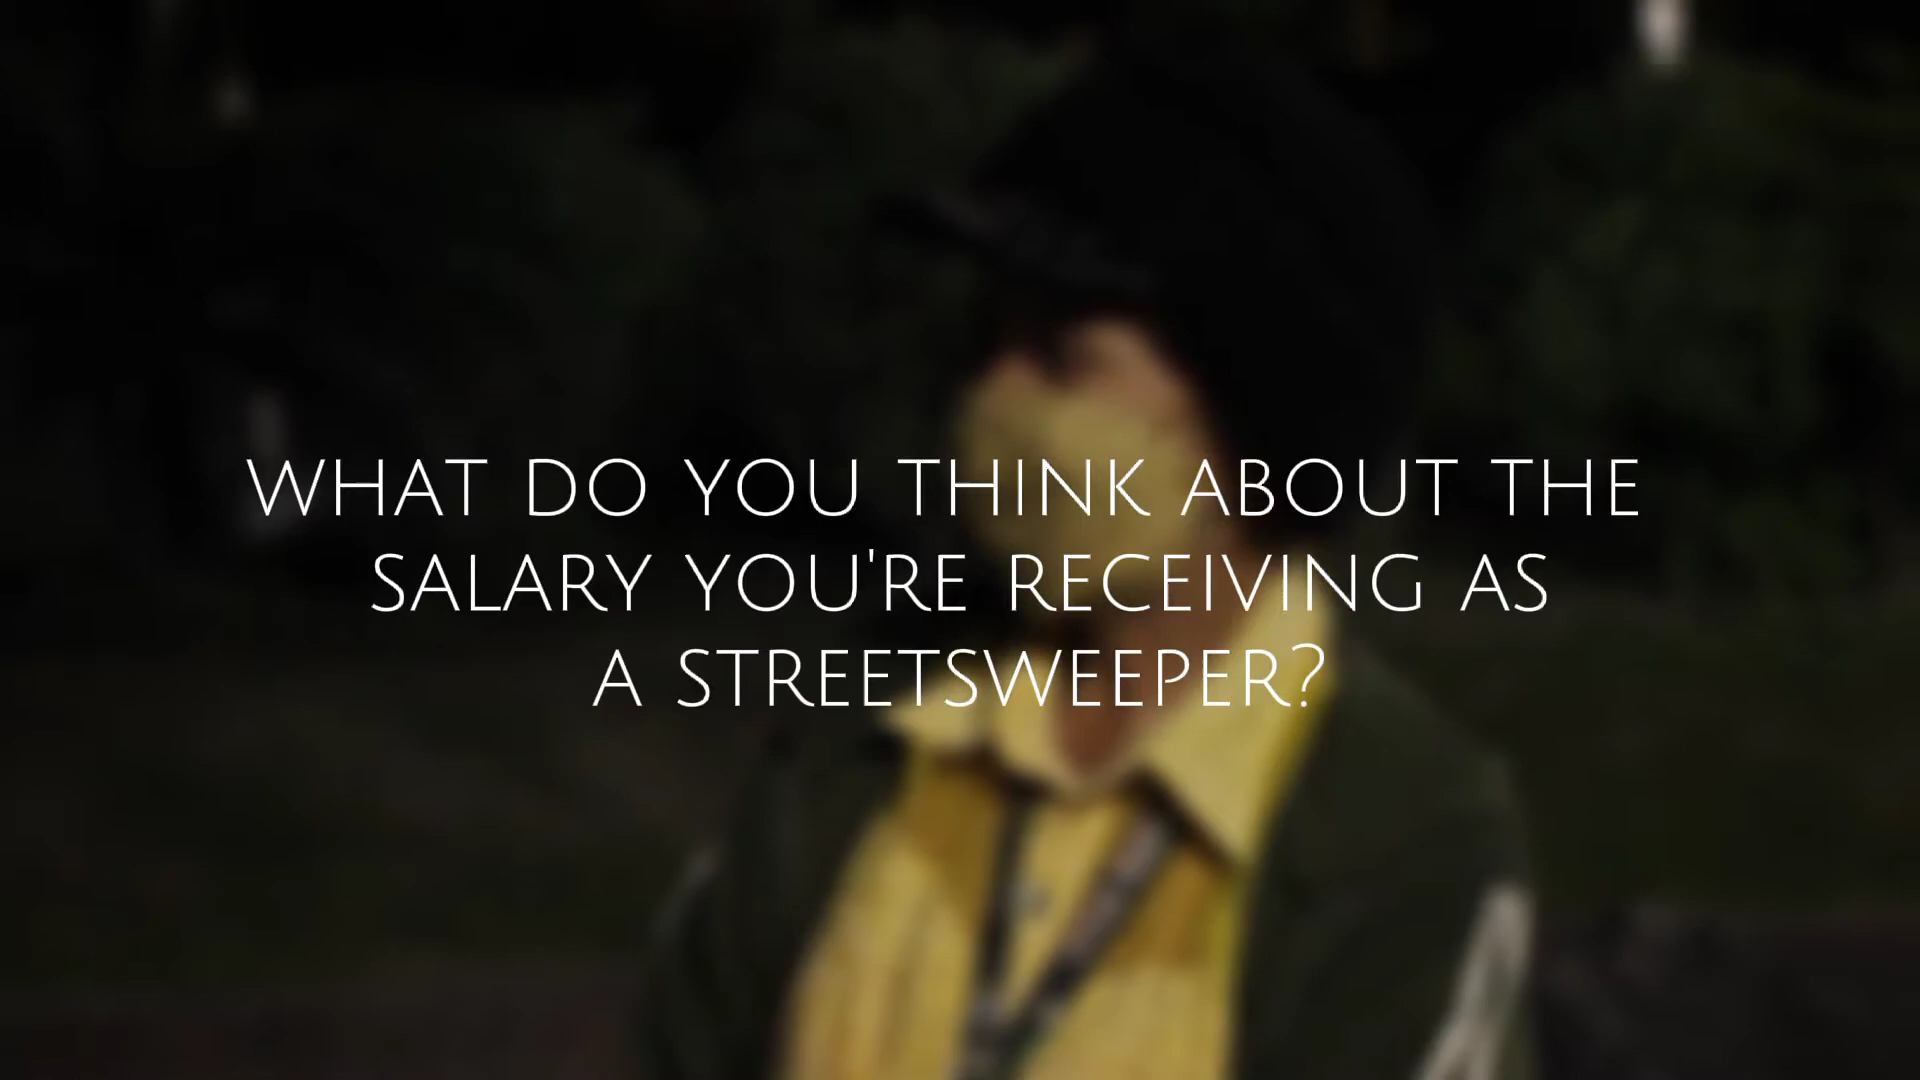 WHAT DO YOU THINK ABOUT THE
SALARY YOU'RE RECEIVING AS
A STREETSWEEPER?